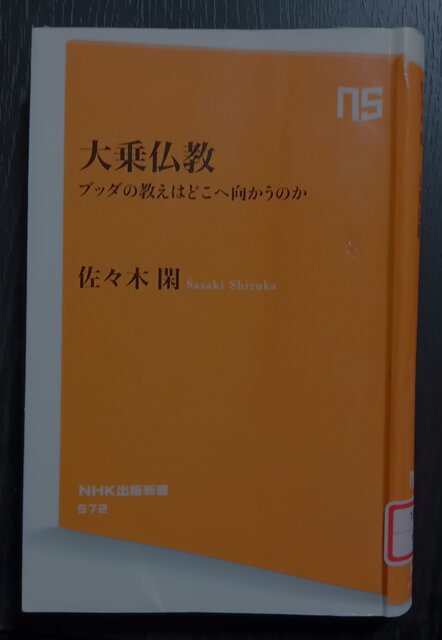 NS
大乗仏教
ブッダの教えはどこへ向かうのか
佐々木 閑 Sasaki Shizuka
NHK出版新書
572